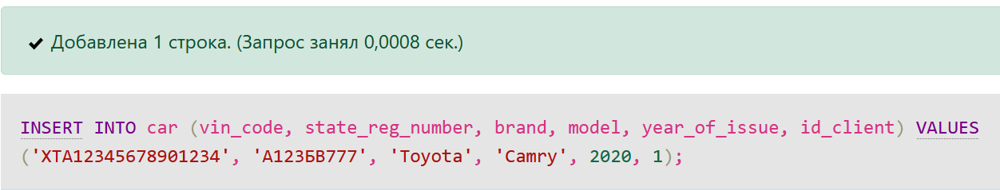 Добавлена 1 строка. (Запрос занял 0,0008 сек.)
INSERT INTO car (vin_code, state_reg_number, brand, model, year_of_issue, id_client) VALUES
('XTA12345678901234', 'А123БВ777', 'Toyota', 'Camry', 2020, 1);